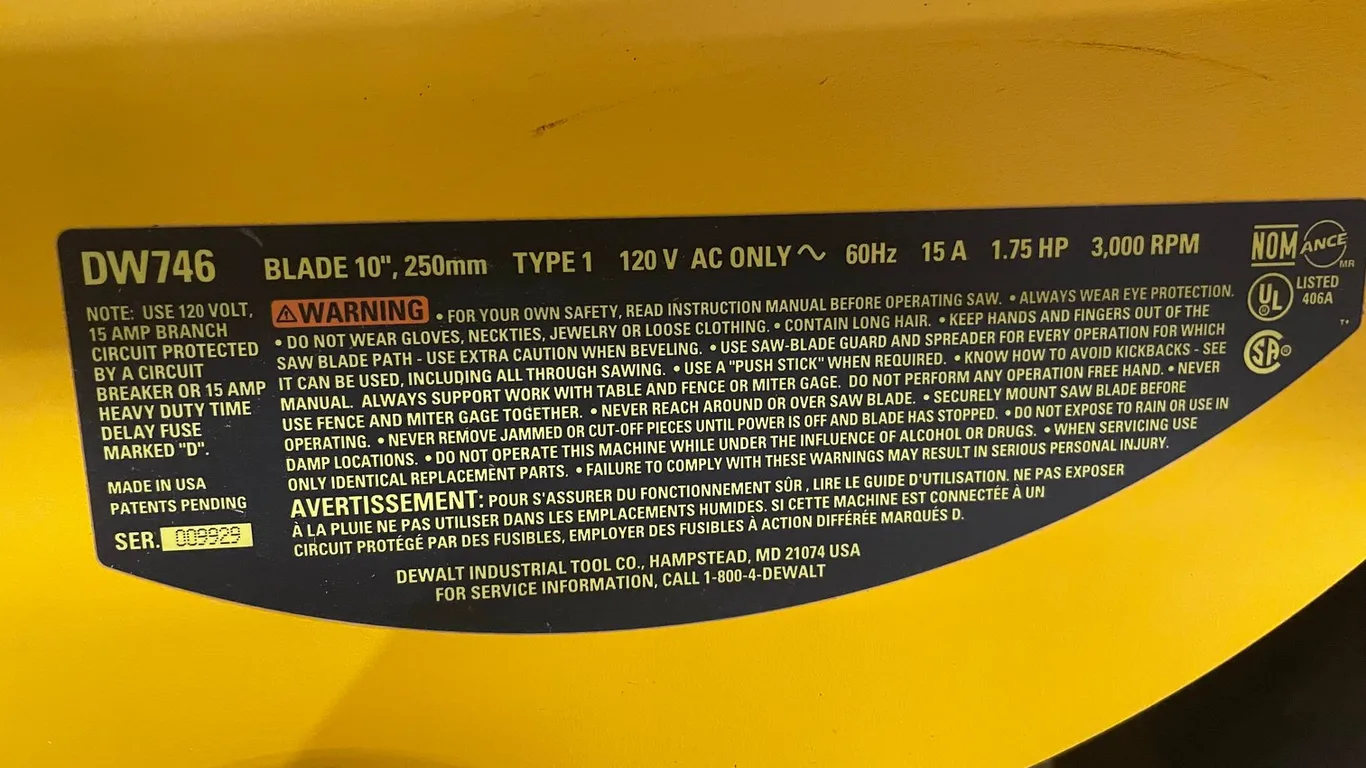 DW746 BLADE 10", 250mm TYPE 1 120 V AC ONLY ∿ 60Hz 15 A 1.75 HP 3,000 RPM
NOM ANCE MR
UL LISTED
406A
SA ®
NOTE: USE 120 VOLT,
15 AMP BRANCH
CIRCUIT PROTECTED
BY A CIRCUIT
BREAKER OR 15 AMP
HEAVY DUTY TIME
DELAY FUSE
MARKED "D".
MADE IN USA
PATENTS PENDING
SER. 009929
⚠WARNING • FOR YOUR OWN SAFETY, READ INSTRUCTION MANUAL BEFORE OPERATING SAW. • ALWAYS WEAR EYE PROTECTION.
• DO NOT WEAR GLOVES, NECKTIES, JEWELRY OR LOOSE CLOTHING. • CONTAIN LONG HAIR. • KEEP HANDS AND FINGERS OUT OF THE
SAW BLADE PATH - USE EXTRA CAUTION WHEN BEVELING. • USE SAW-BLADE GUARD AND SPREADER FOR EVERY OPERATION FOR WHICH
IT CAN BE USED, INCLUDING ALL THROUGH SAWING. • USE A "PUSH STICK" WHEN REQUIRED. • KNOW HOW TO AVOID KICKBACKS - SEE
MANUAL. ALWAYS SUPPORT WORK WITH TABLE AND FENCE OR MITER GAGE. DO NOT PERFORM ANY OPERATION FREE HAND. • NEVER
USE FENCE AND MITER GAGE TOGETHER. • NEVER REACH AROUND OR OVER SAW BLADE. • SECURELY MOUNT SAW BLADE BEFORE
OPERATING. • NEVER REMOVE JAMMED OR CUT-OFF PIECES UNTIL POWER IS OFF AND BLADE HAS STOPPED. • DO NOT EXPOSE TO RAIN OR USE IN
DAMP LOCATIONS. • DO NOT OPERATE THIS MACHINE WHILE UNDER THE INFLUENCE OF ALCOHOL OR DRUGS. • WHEN SERVICING USE
ONLY IDENTICAL REPLACEMENT PARTS. • FAILURE TO COMPLY WITH THESE WARNINGS MAY RESULT IN SERIOUS PERSONAL INJURY.
AVERTISSEMENT: POUR S'ASSURER DU FONCTIONNEMENT SÛR , LIRE LE GUIDE D'UTILISATION. NE PAS EXPOSER
À LA PLUIE NE PAS UTILISER DANS LES EMPLACEMENTS HUMIDES. SI CETTE MACHINE EST CONNECTÉE À UN
CIRCUIT PROTÉGÉ PAR DES FUSIBLES, EMPLOYER DES FUSIBLES À ACTION DIFFÉRÉE MARQUÉS D.
DEWALT INDUSTRIAL TOOL CO., HAMPSTEAD, MD 21074 USA
FOR SERVICE INFORMATION, CALL 1-800-4-DEWALT